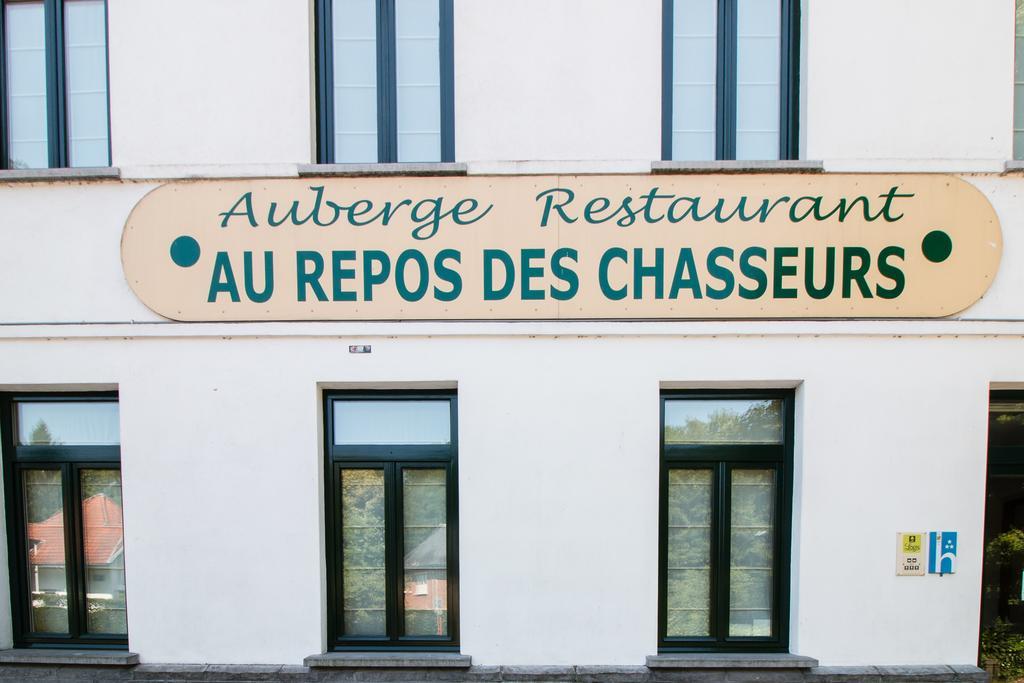 Auberge Restaurant
AU REPOS DES CHASSEURS
h